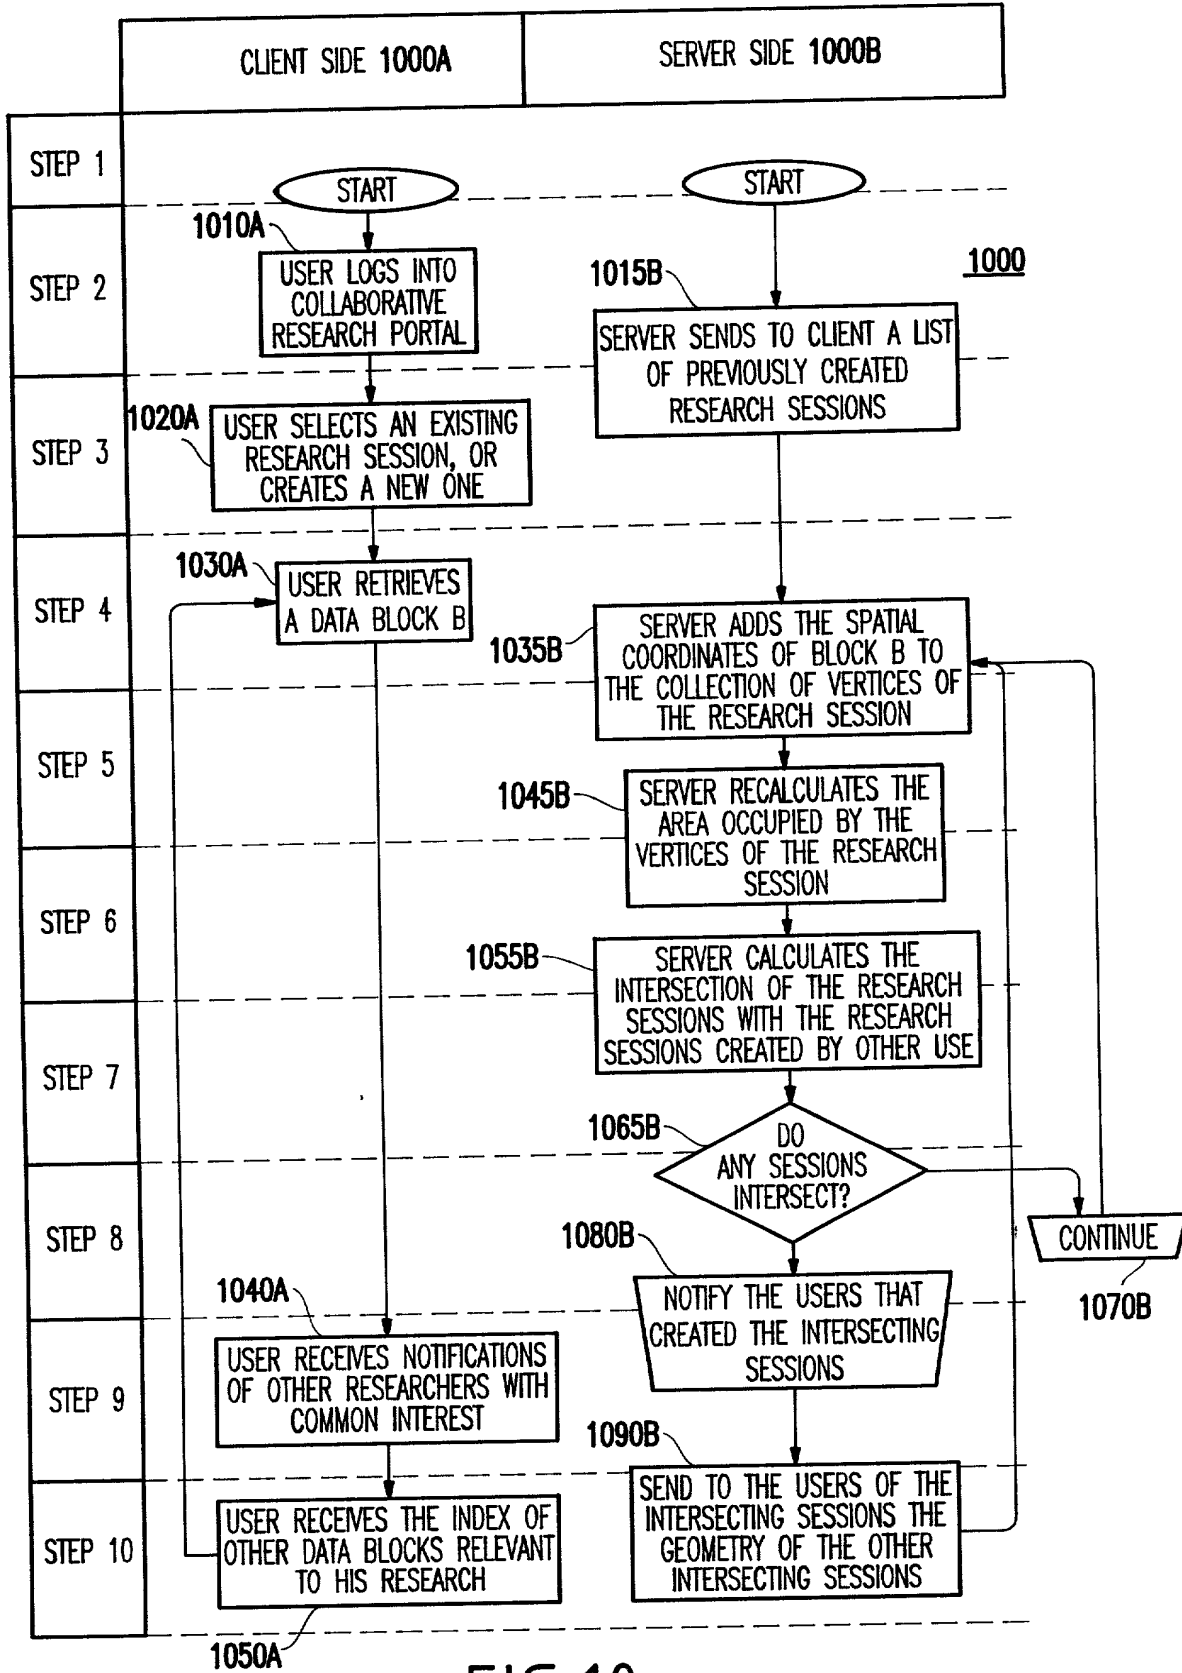 CLIENT SIDE 1000A
SERVER SIDE 1000B
STEP 1
START
START
STEP 2
1010A
USER LOGS INTO
COLLABORATIVE
RESEARCH PORTAL
1015B
SERVER SENDS TO CLIENT A LIST
OF PREVIOUSLY CREATED
RESEARCH SESSIONS
1000
STEP 3
1020A
USER SELECTS AN EXISTING
RESEARCH SESSION, OR
CREATES A NEW ONE
STEP 4
1030A
USER RETRIEVES
A DATA BLOCK B
1035B
SERVER ADDS THE SPATIAL
COORDINATES OF BLOCK B TO
THE COLLECTION OF VERTICES OF
THE RESEARCH SESSION
STEP 5
1045B
SERVER RECALCULATES THE
AREA OCCUPIED BY THE
VERTICES OF THE RESEARCH
SESSION
STEP 6
1055B
SERVER CALCULATES THE
INTERSECTION OF THE RESEARCH
SESSIONS WITH THE RESEARCH
SESSIONS CREATED BY OTHER USE
STEP 7
1065B
DO
ANY SESSIONS
INTERSECT?
STEP 8
CONTINUE
1070B
1080B
NOTIFY THE USERS THAT
CREATED THE INTERSECTING
SESSIONS
STEP 9
1040A
USER RECEIVES NOTIFICATIONS
OF OTHER RESEARCHERS WITH
COMMON INTEREST
1090B
SEND TO THE USERS OF THE
INTERSECTING SESSIONS THE
GEOMETRY OF THE OTHER
INTERSECTING SESSIONS
STEP 10
USER RECEIVES THE INDEX OF
OTHER DATA BLOCKS RELEVANT
TO HIS RESEARCH
1050A
FIG. 10